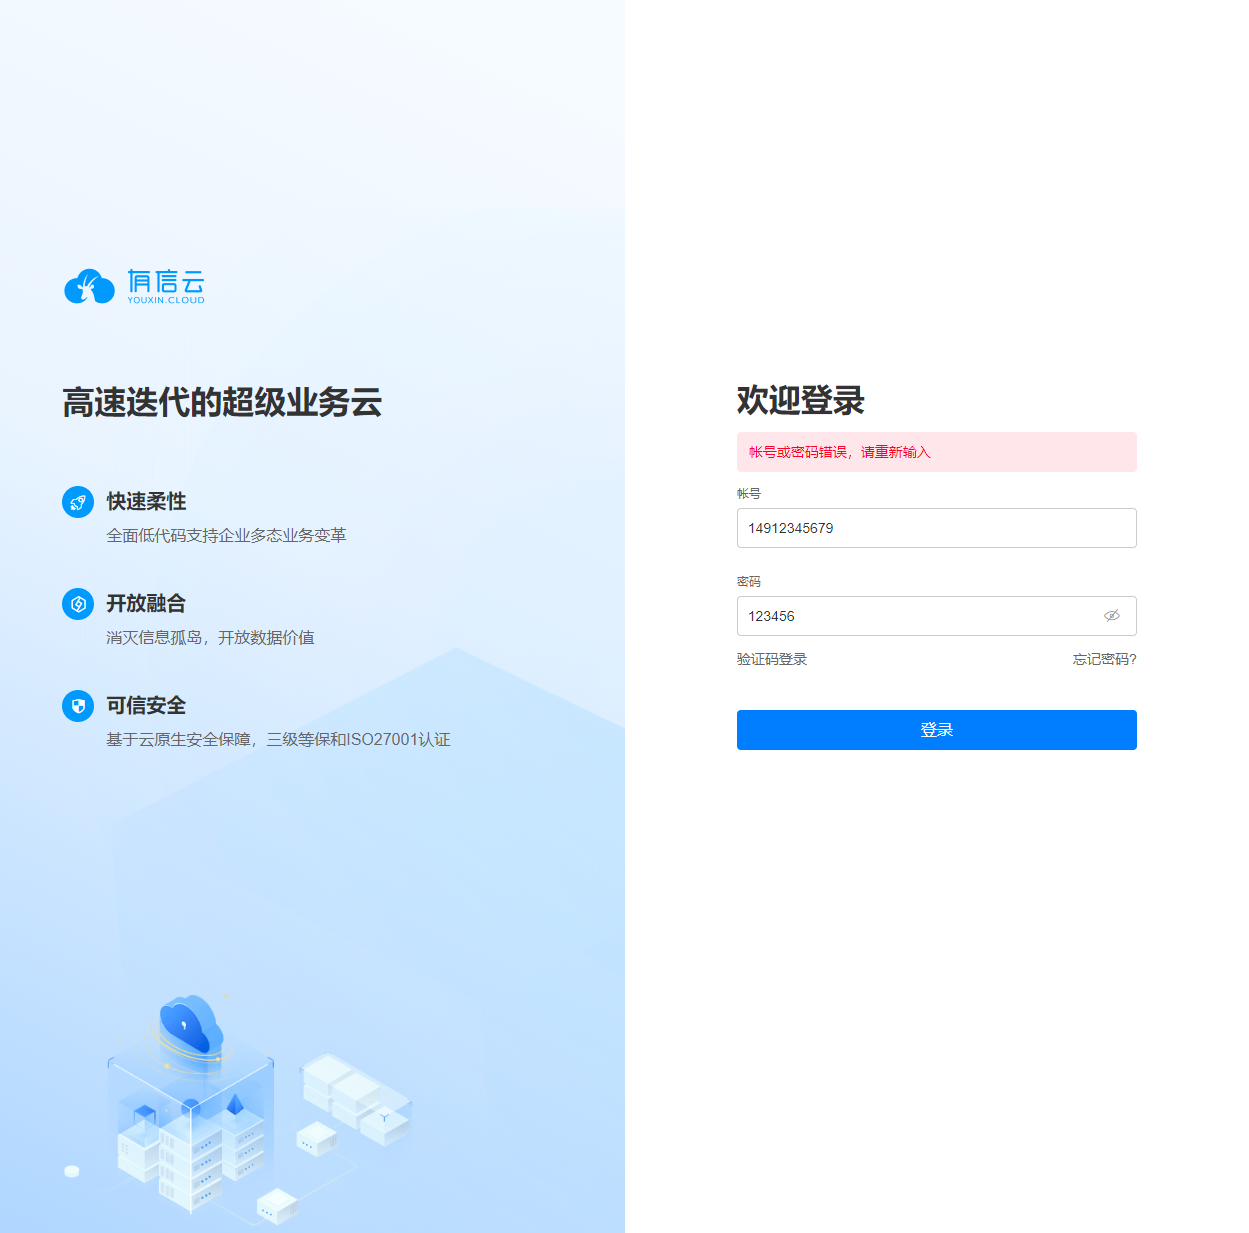 有信云
YOUXIN.CLOUD
高速迭代的超级业务云
快速柔性
全面低代码支持企业多态业务变革
开放融合
消灭信息孤岛，开放数据价值
可信安全
基于云原生安全保障，三级等保和ISO27001认证
欢迎登录
帐号或密码错误，请重新输入
帐号
14912345679
密码
123456
验证码登录
忘记密码?
登录